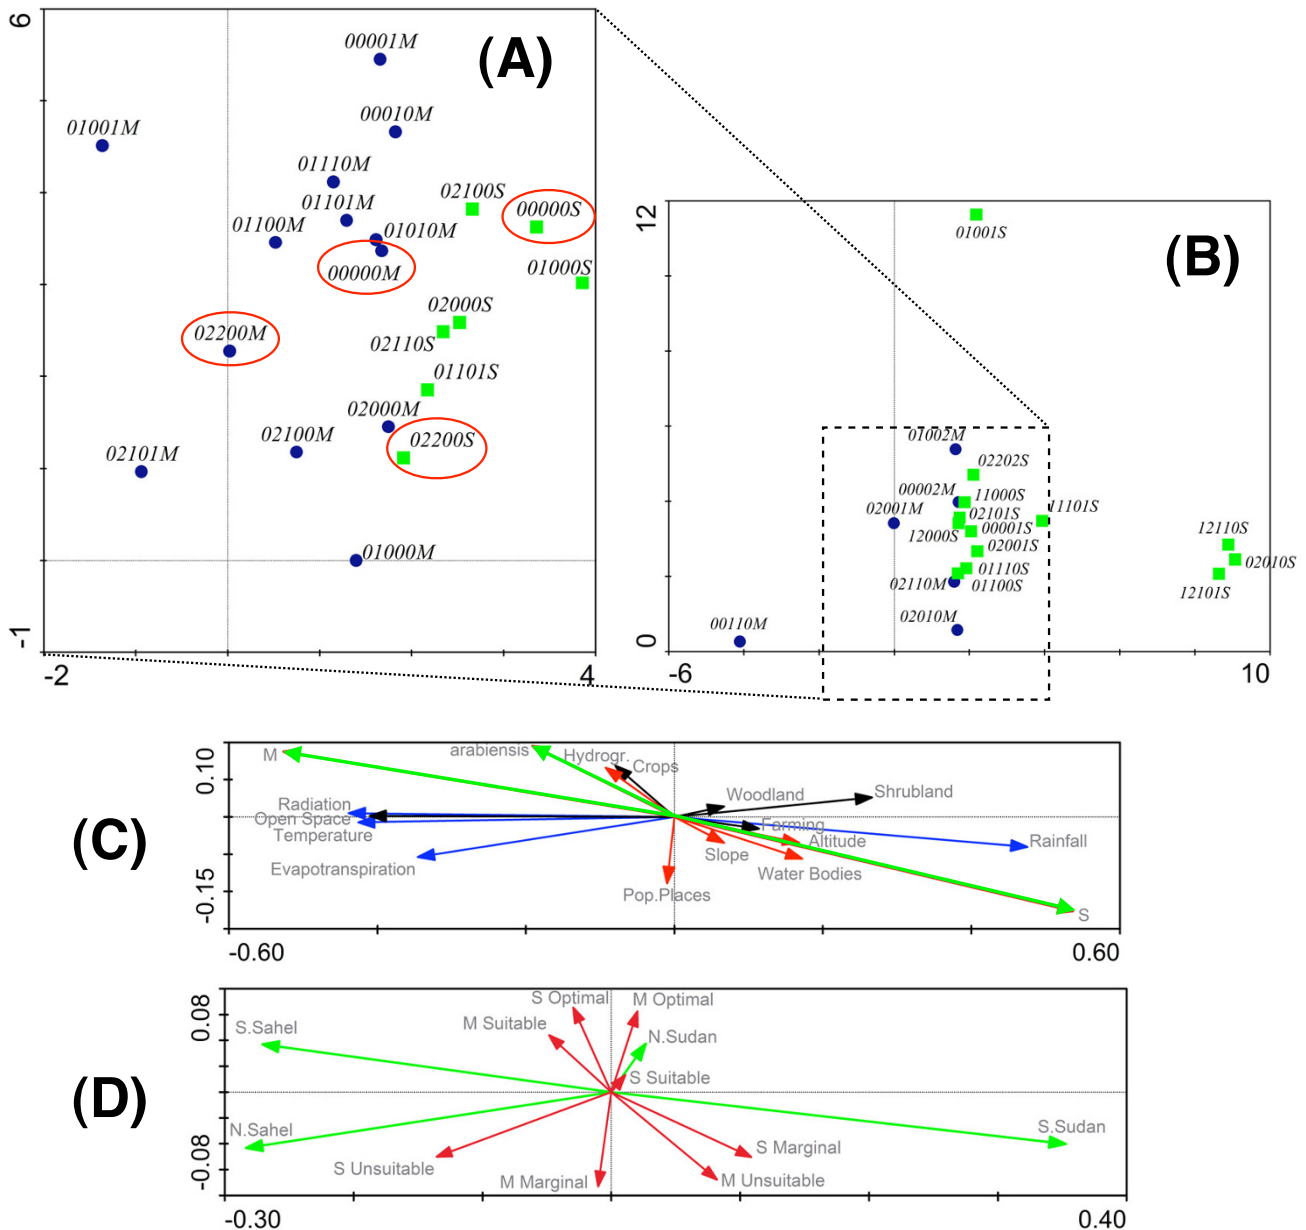 6
(A)
00001M
00010M
01001M
01110M
02100S
00000S
01101M
01100M
01010M
00000M
01000S
02000S
02200M
02110S
01101S
02000M
02100M
02200S
02101M
01000M
-1
-2
4
12
(B)
01001S
01002M
02202S
00002M
11000S
02001M
02101S
11101S
12000S
00001S
02001S
12110S
02010S
02110M
01110S
01100S
12101S
02010M
00110M
0
-6
10
(C)
0.10
M
arabiensis
Hydrogr.
Crops
Woodland
Shrubland
Radiation
Open Space
Temperature
Farming
Altitude
Rainfall
Slope
Evapotranspiration
Water Bodies
Pop.Places
S
-0.15
-0.60
0.60
(D)
0.08
S Optimal
M Optimal
S.Sahel
M Suitable
N.Sudan
S Suitable
N.Sahel
S.Sudan
S Unsuitable
S Marginal
M Marginal
M Unsuitable
-0.08
-0.30
0.40